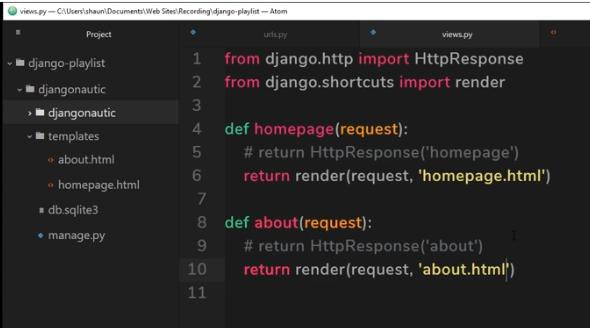 views.py — C:\Users\shaun\Documents\Web Sites\Recording\django-playlist — Atom
Project
urls.py
views.py
django-playlist
djangonautic
djangonautic
templates
about.html
homepage.html
db.sqlite3
manage.py
1 from django.http import HttpResponse
2 from django.shortcuts import render
3
4 def homepage(request):
5 # return HttpResponse('homepage')
6 return render(request, 'homepage.html')
7
8 def about(request):
9 # return HttpResponse('about')
10 return render(request, 'about.html')
11